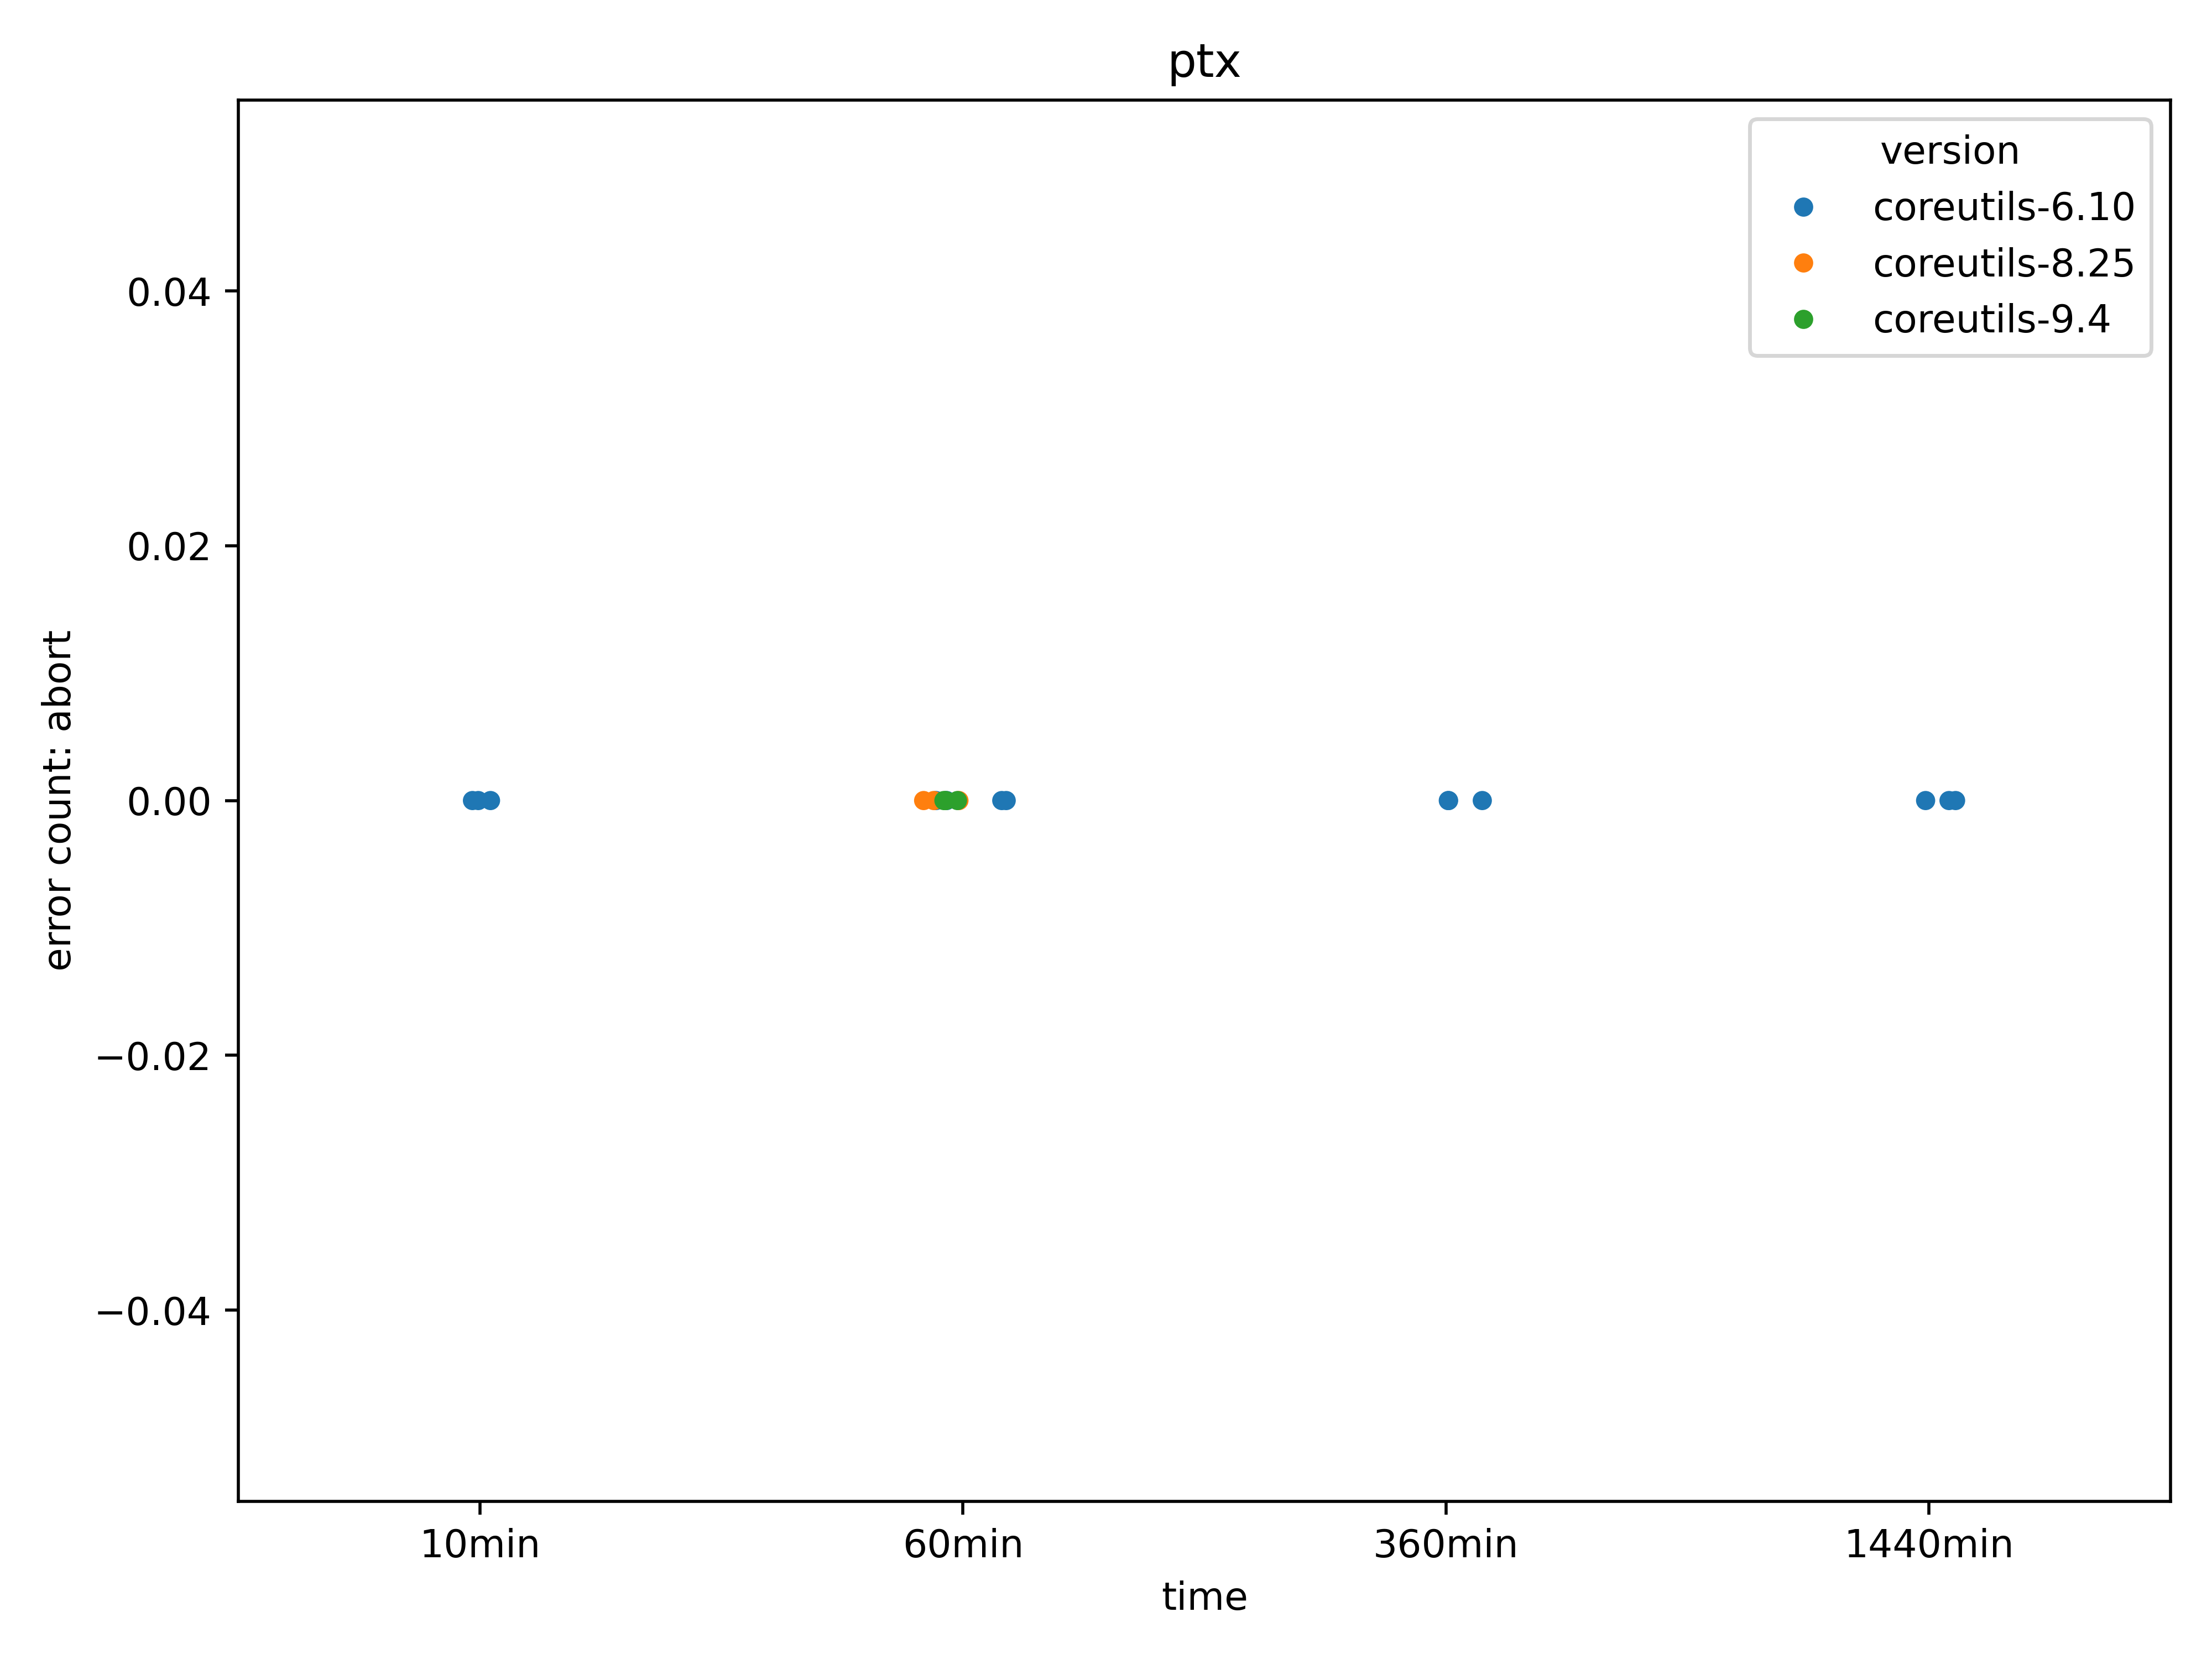 ptx
version
coreutils-6.10
coreutils-8.25
coreutils-9.4
0.04
0.02
0.00
−0.02
−0.04
error count: abort
10min
60min
360min
1440min
time